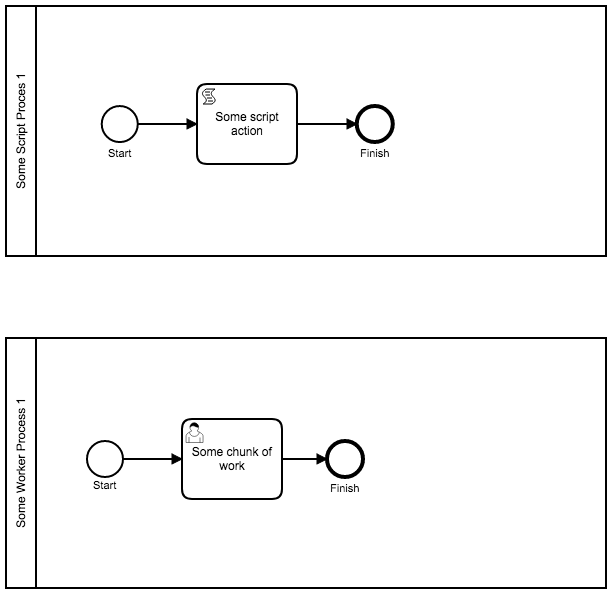 Some Script Proces 1
Some script
action
Start
Finish
Some Worker Process 1
Some chunk of
work
Start
Finish